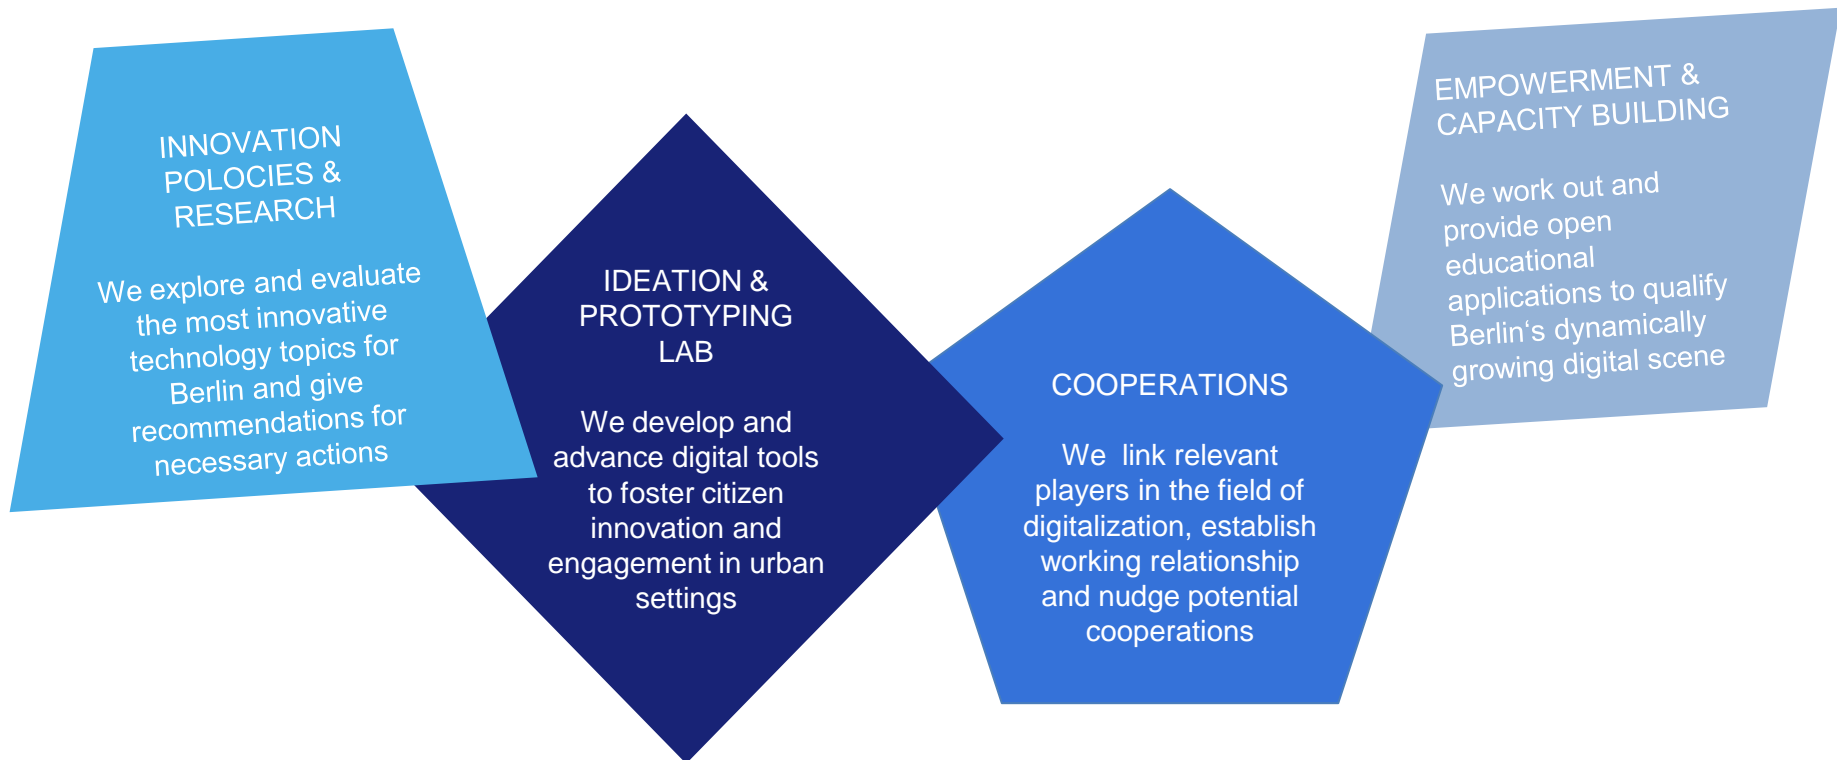 INNOVATION
POLOCIES &
RESEARCH
We explore and evaluate
the most innovative
technology topics for
Berlin and give
recommendations for
necessary actions
IDEATION &
PROTOTYPING
LAB
We develop and
advance digital tools
to foster citizen
innovation and
engagement in urban
settings
COOPERATIONS
We  link relevant
players in the field of
digitalization, establish
working relationship
and nudge potential
cooperations
EMPOWERMENT &
CAPACITY BUILDING
We work out and
provide open
educational
applications to qualify
Berlin‘s dynamically
growing digital scene